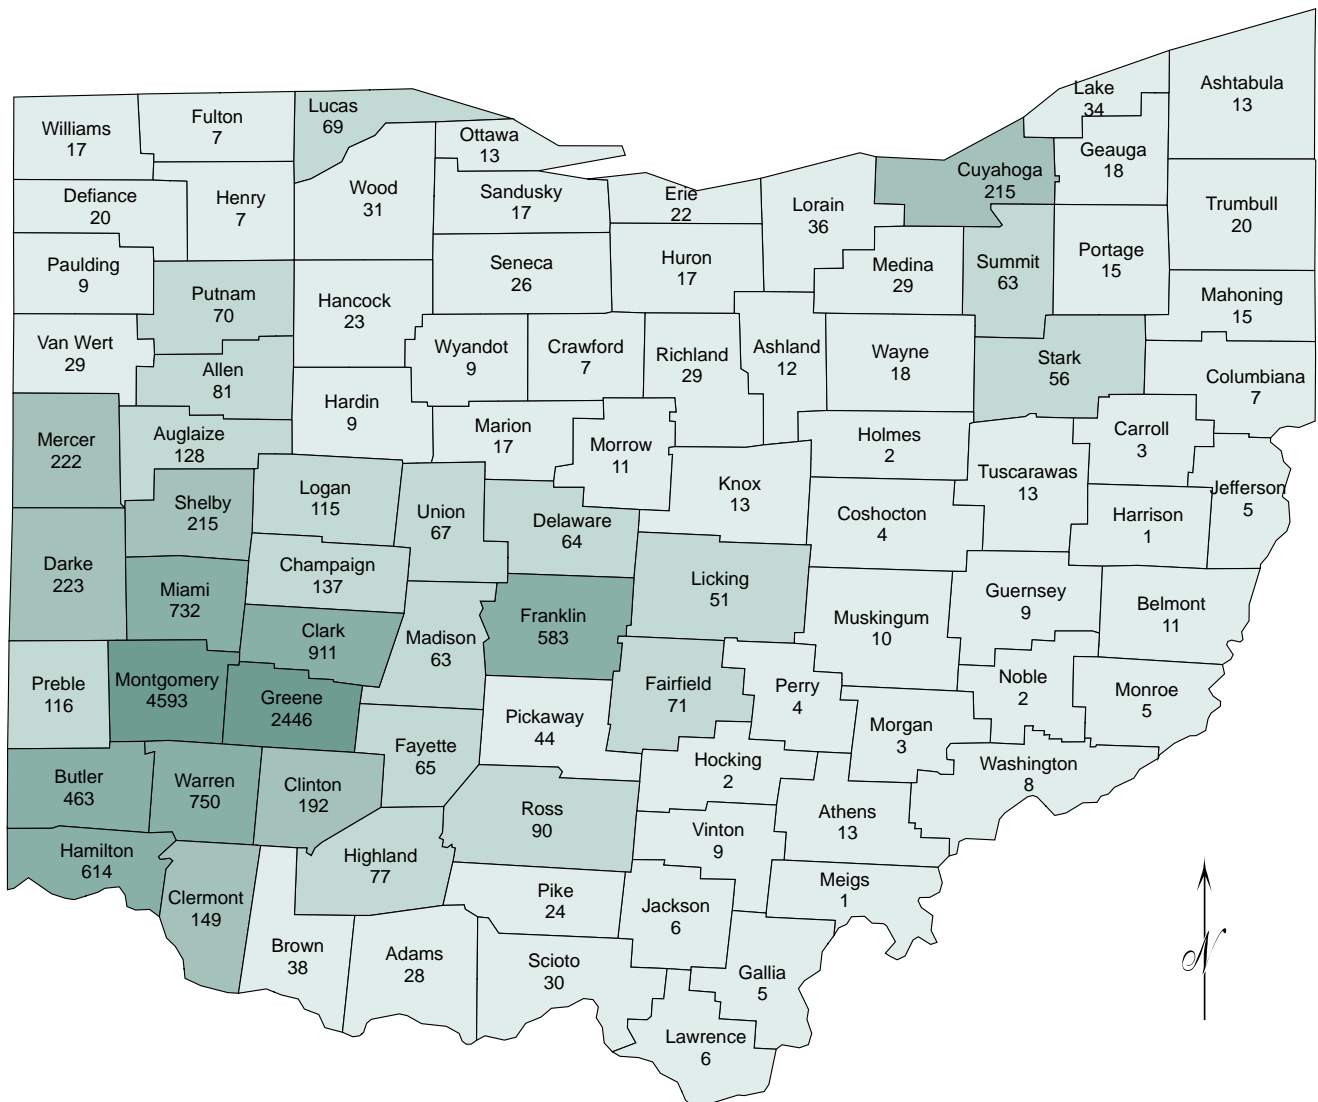 Ashtabula
13
Lake
34
Lucas
69
Fulton
7
Williams
17
Ottawa
13
Geauga
18
Cuyahoga
215
Wood
31
Sandusky
17
Erie
22
Lorain
36
Henry
7
Defiance
20
Trumbull
20
Portage
15
Summit
63
Medina
29
Huron
17
Seneca
26
Paulding
9
Putnam
70
Hancock
23
Mahoning
15
Van Wert
29
Allen
81
Wyandot
9
Crawford
7
Richland
29
Ashland
12
Wayne
18
Stark
56
Columbiana
7
Hardin
9
Mercer
222
Auglaize
128
Marion
17
Morrow
11
Holmes
2
Carroll
3
Tuscarawas
13
Knox
13
Jefferson
5
Logan
115
Shelby
215
Union
67
Delaware
64
Coshocton
4
Harrison
1
Darke
223
Miami
732
Champaign
137
Licking
51
Guernsey
9
Belmont
11
Franklin
583
Muskingum
10
Clark
911
Madison
63
Preble
116
Montgomery
4593
Greene
2446
Fairfield
71
Perry
4
Noble
2
Monroe
5
Pickaway
44
Morgan
3
Fayette
65
Hocking
2
Washington
8
Butler
463
Warren
750
Clinton
192
Ross
90
Athens
13
Vinton
9
Hamilton
614
Highland
77
Clermont
149
Pike
24
Meigs
1
Jackson
6
Brown
38
Adams
28
Scioto
30
Gallia
5
Lawrence
6
N